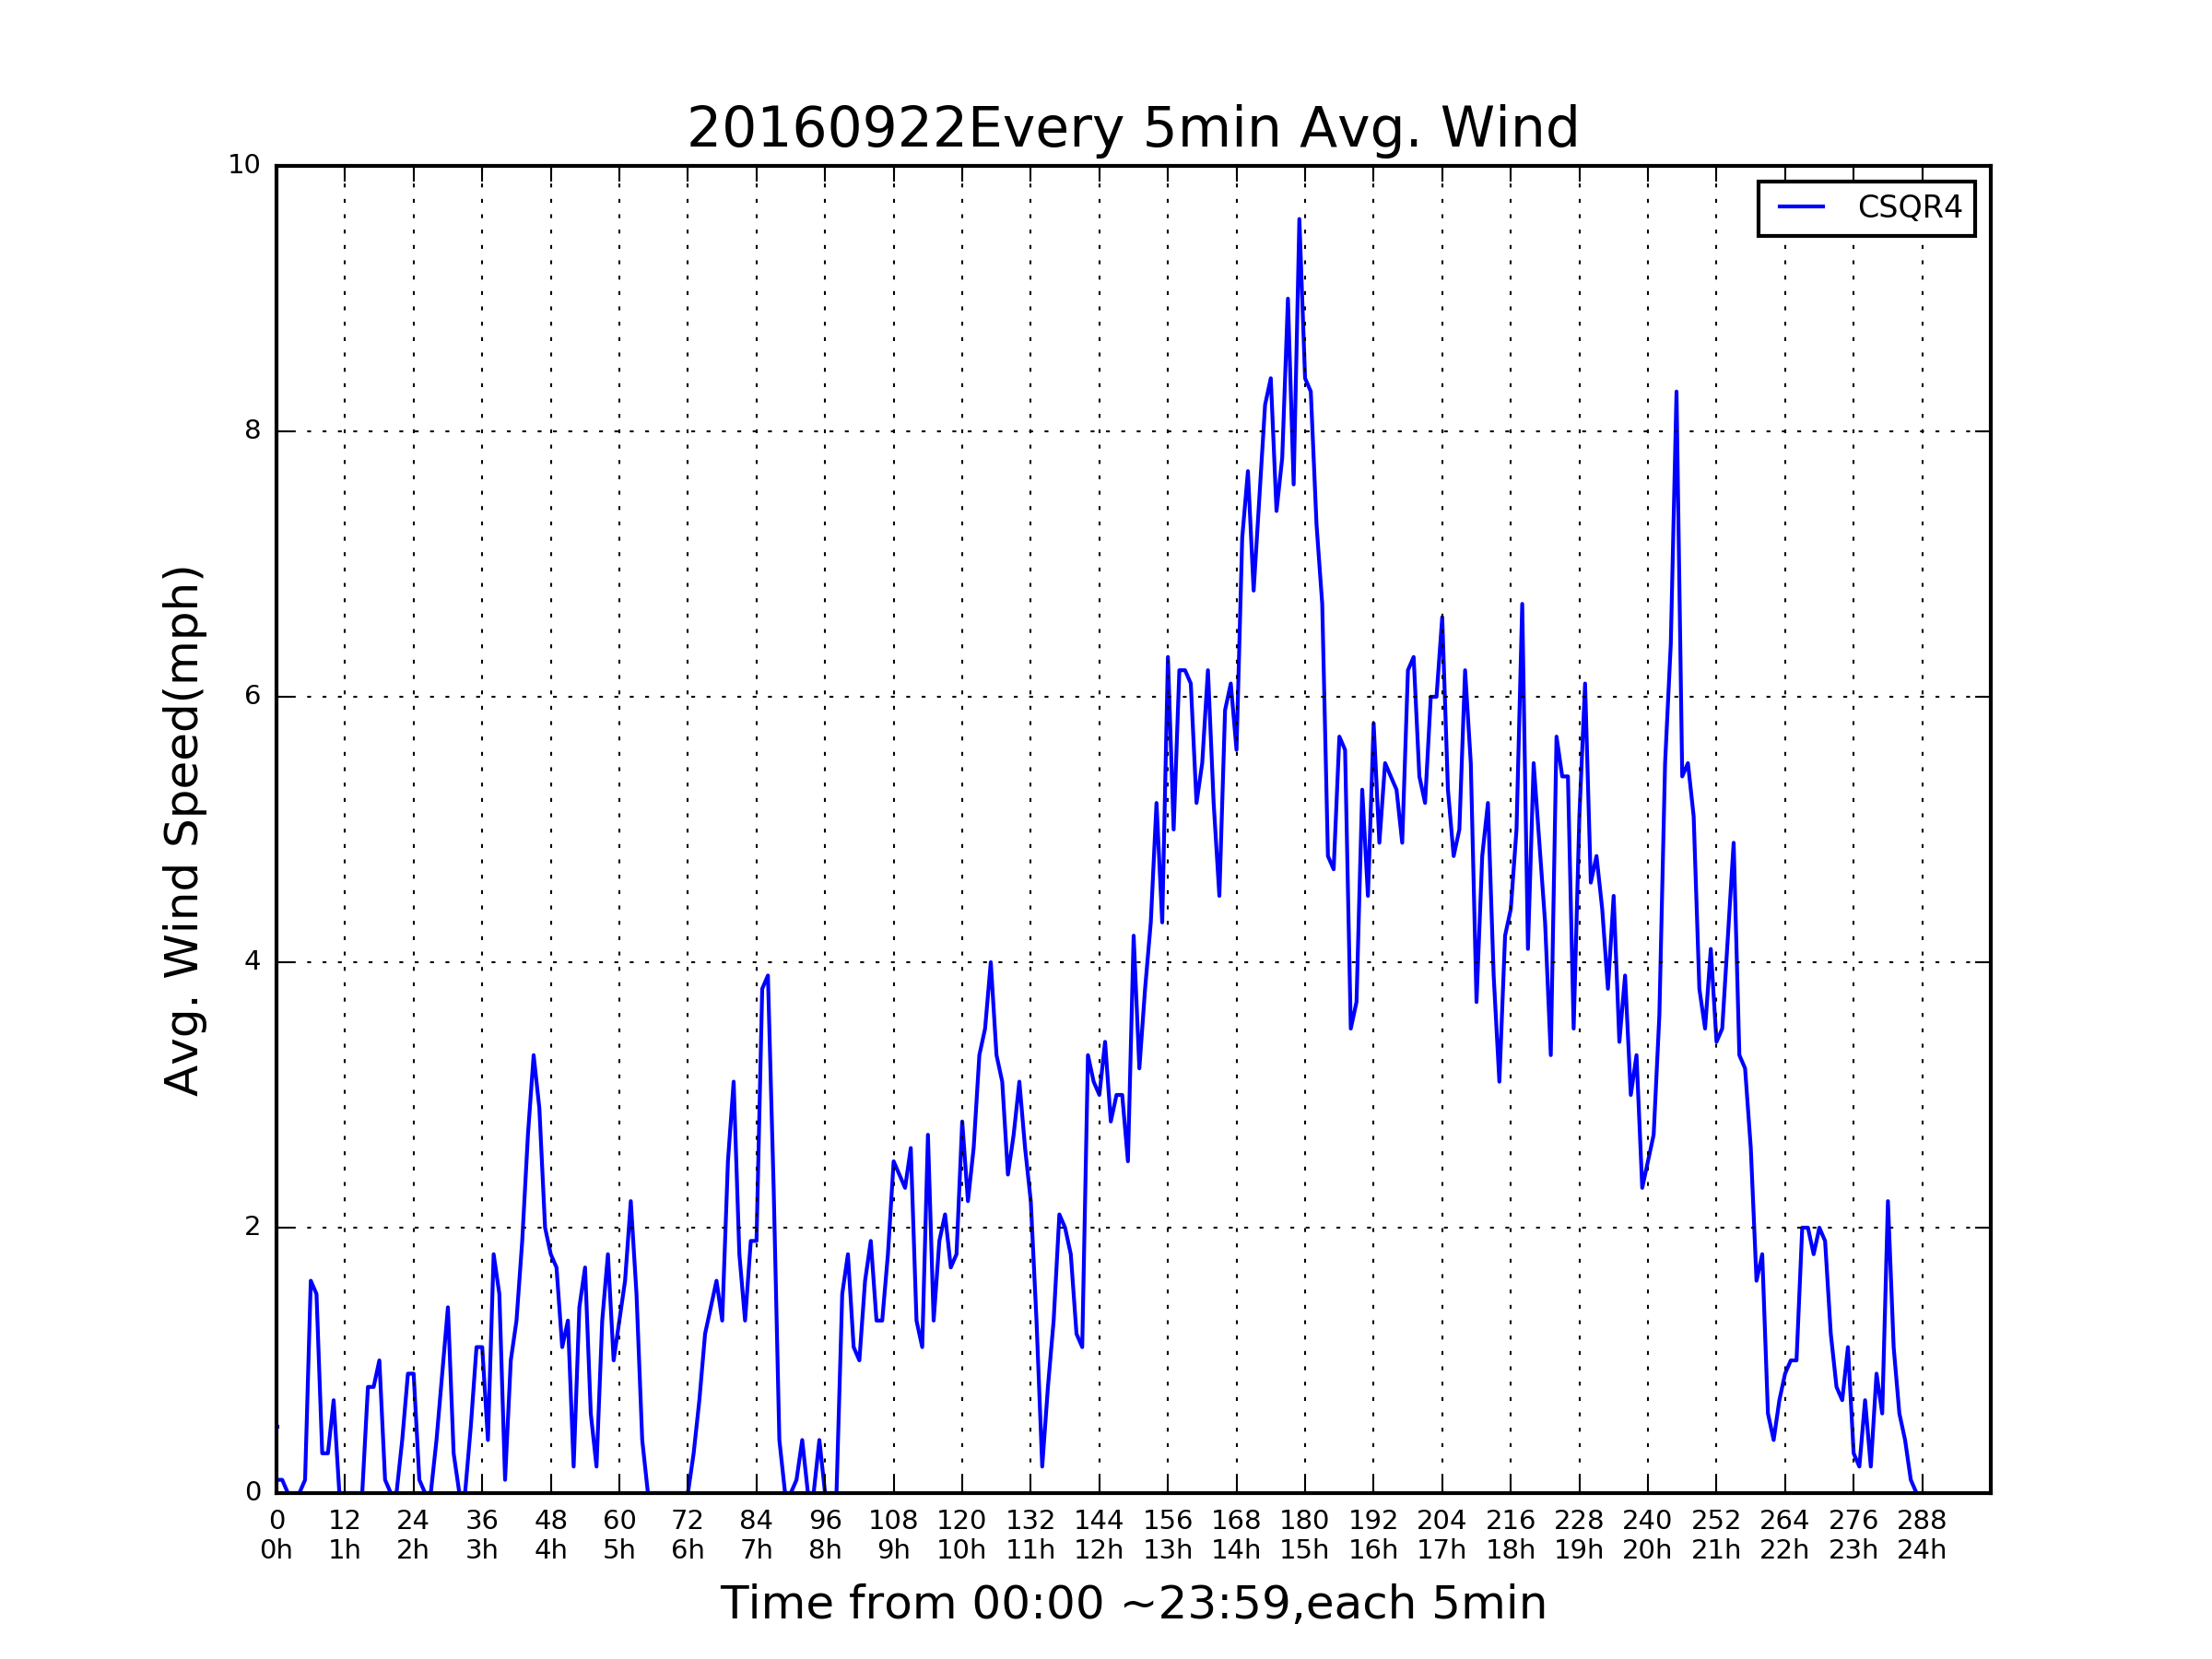 20160922Every 5min Avg. Wind
CSQR4
Avg. Wind Speed(mph)
10
8
6
4
2
0
0 12 24 36 48 60 72 84 96 108 120 132 144 156 168 180 192 204 216 228 240 252 264 276 288
0h 1h 2h 3h 4h 5h 6h 7h 8h 9h 10h 11h 12h 13h 14h 15h 16h 17h 18h 19h 20h 21h 22h 23h 24h
Time from 00:00 ~23:59,each 5min